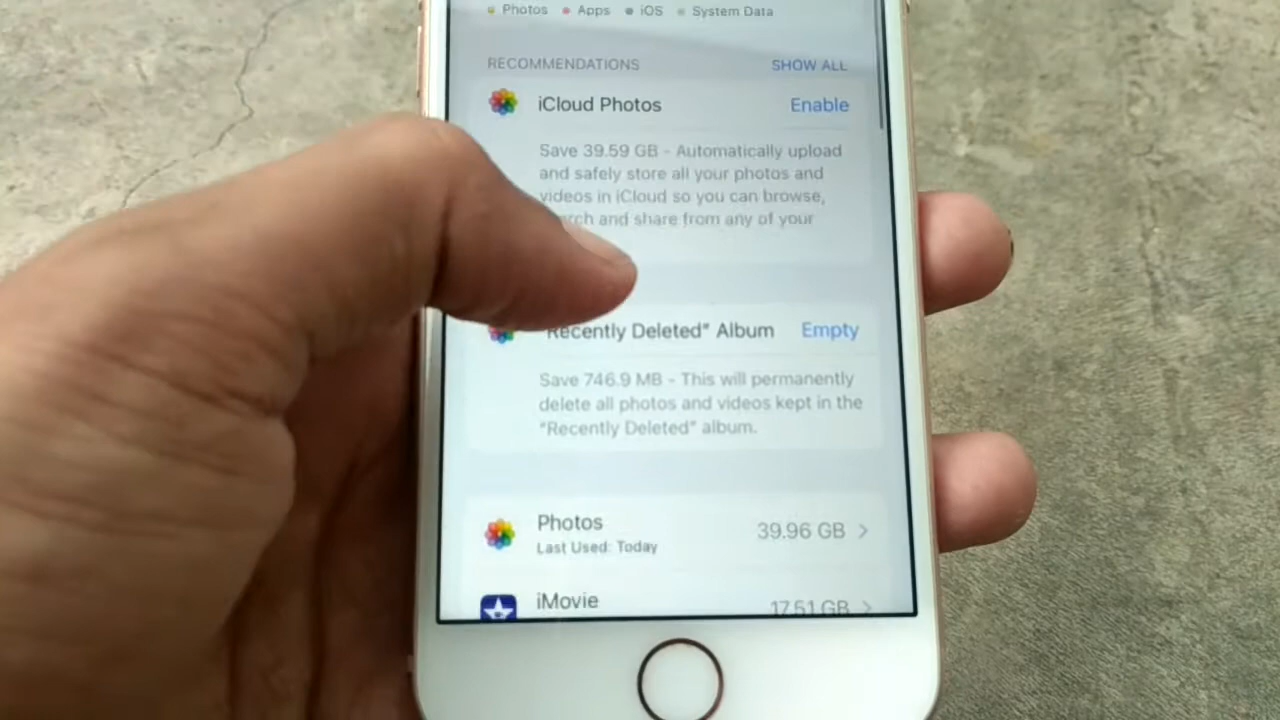 Photos Apps iOS System Data
RECOMMENDATIONS SHOW ALL
iCloud Photos Enable
Save 39.59 GB - Automatically upload
and safely store all your photos and
videos in iCloud so you can browse,
and share from any of your
Recently Deleted" Album Empty
Save 746.9 MB - This will permanently
delete all photos and videos kept in the
"Recently Deleted" album.
Photos 39.96 GB >
Last Used: Today
iMovie 17.51 GB >